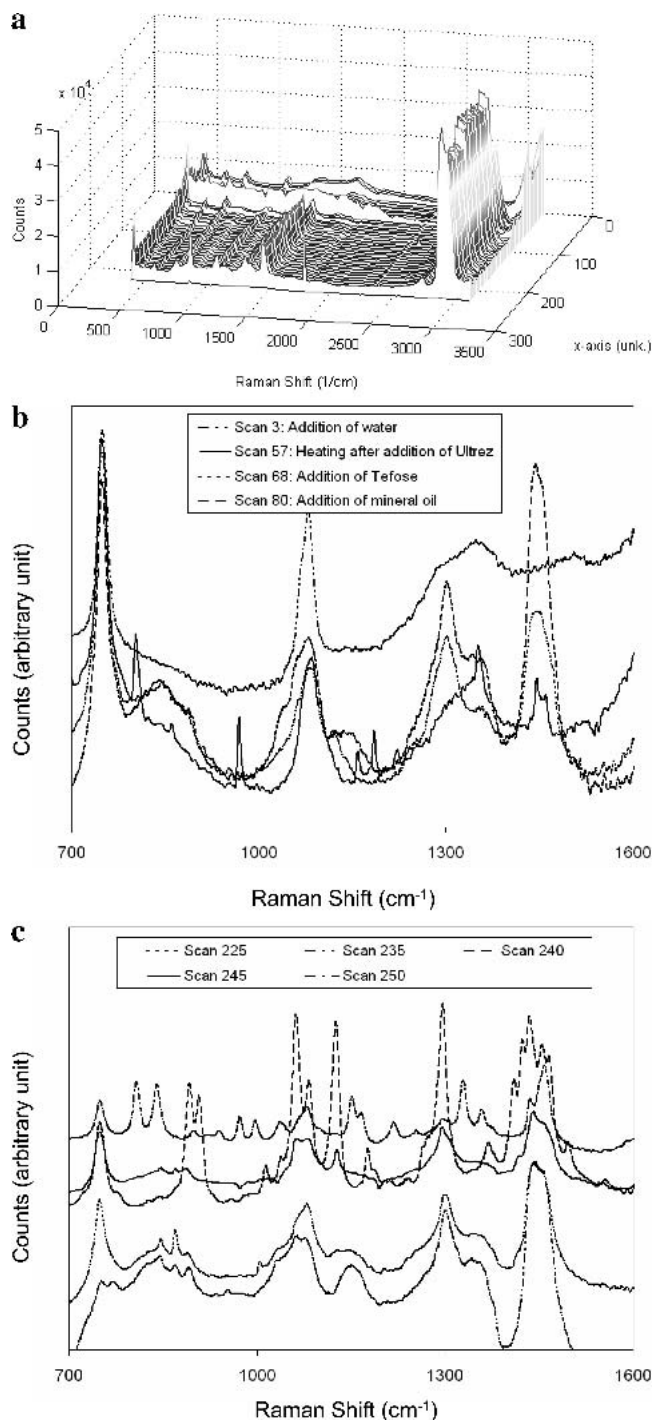 a
x 10⁴
5
4
3
2
1
0
Counts
0
500
1000
1500
2000
2500
3000
3500
Raman Shift (1/cm)
0
100
200
300
x-axis (unk.)
b
Scan 3: Addition of water
Scan 57: Heating after addition of Ultrez
Scan 68: Addition of Tefose
Scan 80: Addition of mineral oil
Counts (arbitrary unit)
700 1000 1300 1600
Raman Shift (cm⁻¹)
c
Scan 225 Scan 235 Scan 240
Scan 245 Scan 250
Counts (arbitrary unit)
700 1000 1300 1600
Raman Shift (cm⁻¹)